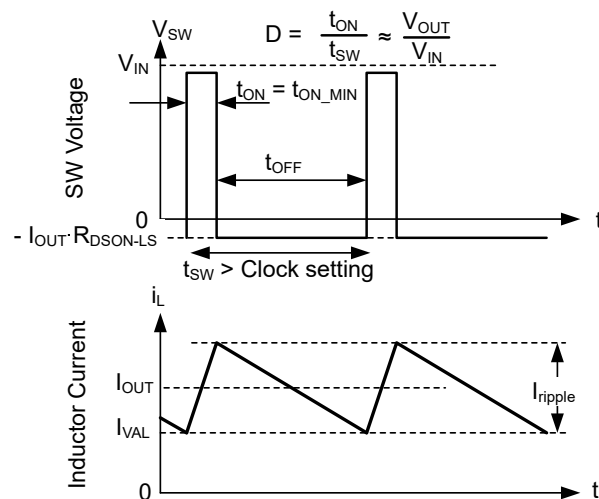 V_SW
D = t_ON / t_SW ≈ V_OUT / V_IN
V_IN
t_ON = t_ON_MIN
SW Voltage
t_OFF
0
t
- I_OUT·R_DSON-LS
t_SW > Clock setting
i_L
Inductor Current
I_OUT
I_ripple
I_VAL
0
t